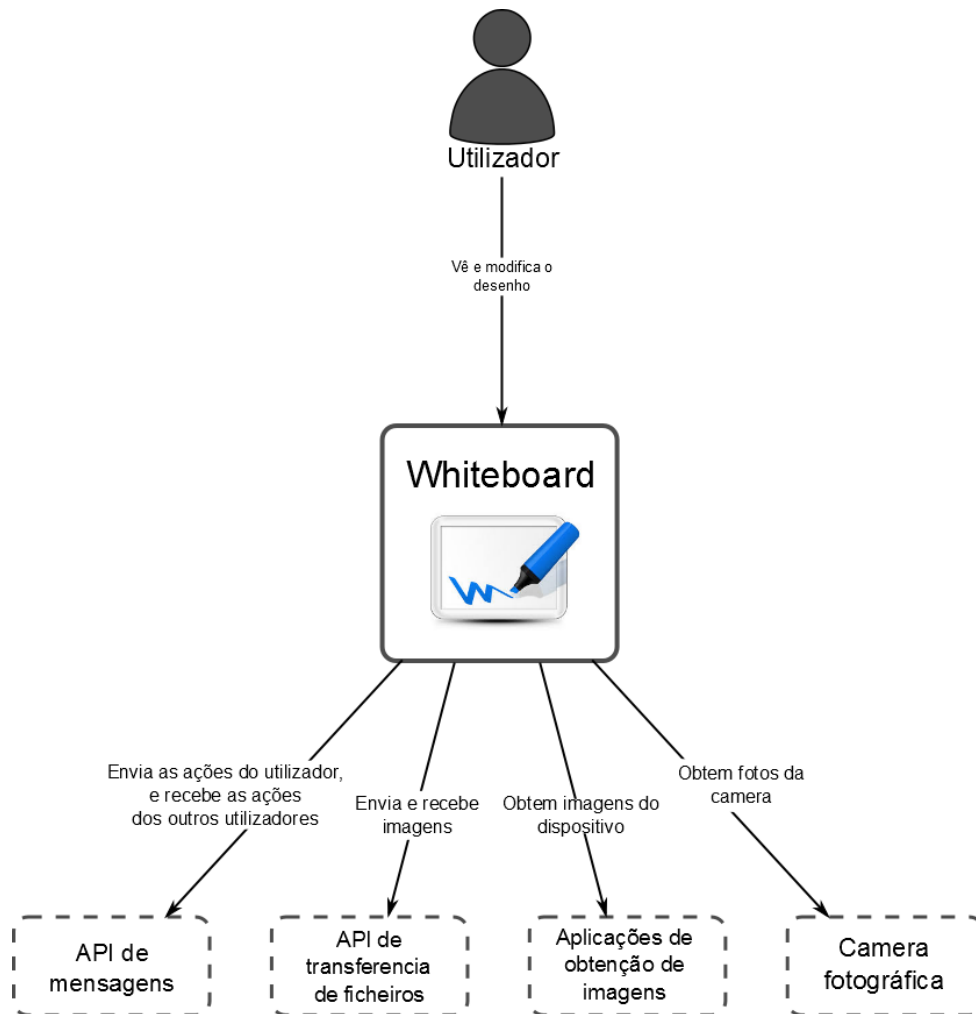 Utilizador
Vê e modifica o
desenho
Whiteboard
Envia as ações do utilizador,
e recebe as ações
dos outros utilizadores
Envia e recebe
imagens
Obtem imagens do
dispositivo
Obtem fotos da
camera
API de
mensagens
API de
transferencia
de ficheiros
Aplicações de
obtenção de
imagens
Camera
fotográfica